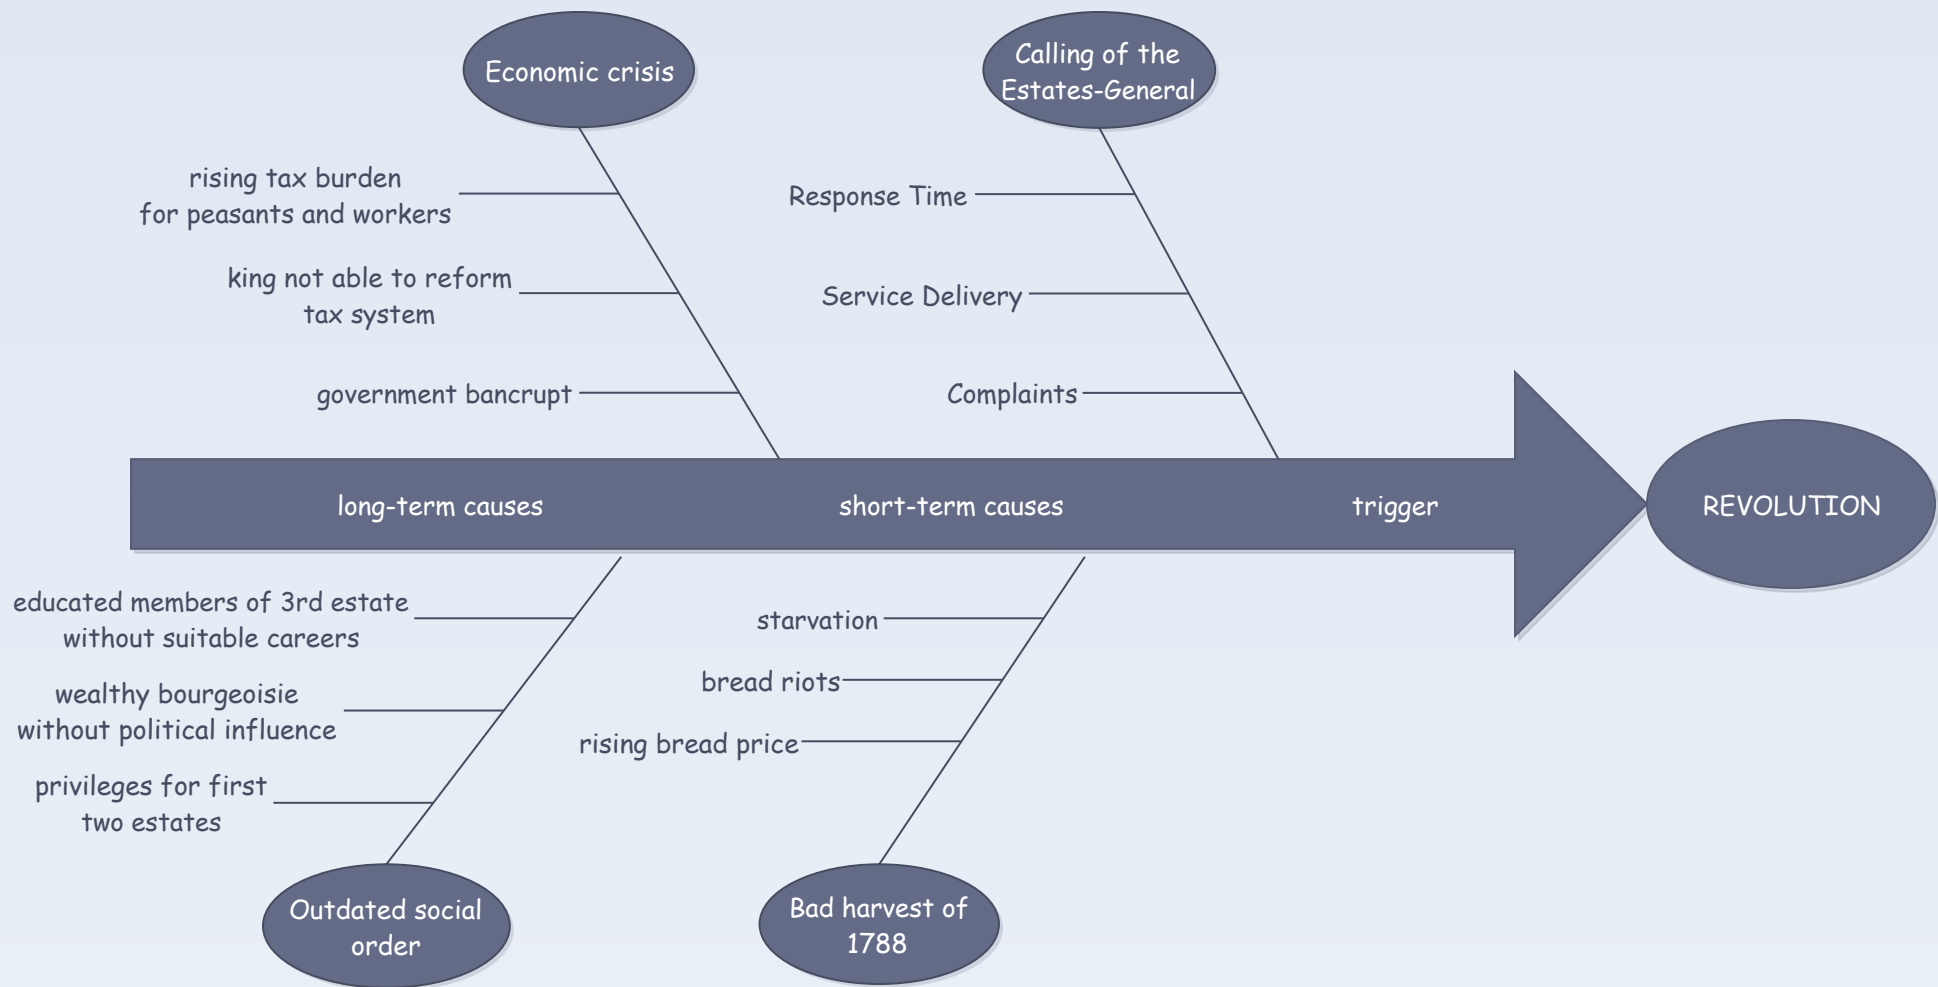 Economic crisis
Calling of the
Estates-General
rising tax burden
for peasants and workers
king not able to reform
tax system
government bancrupt
Response Time
Service Delivery
Complaints
long-term causes
short-term causes
trigger
REVOLUTION
educated members of 3rd estate
without suitable careers
wealthy bourgeoisie
without political influence
privileges for first
two estates
starvation
bread riots
rising bread price
Outdated social
order
Bad harvest of
1788